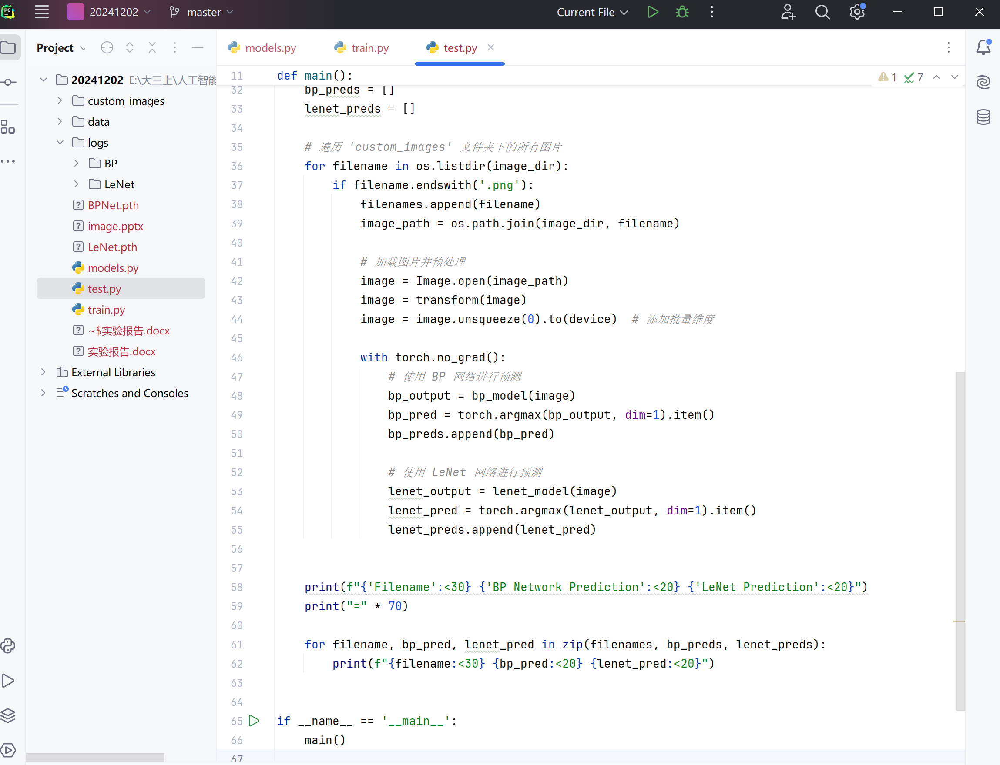 PC
20241202
master
Current File
Project
models.py
train.py
test.py
20241202 E:\大三上\人工智能
custom_images
data
logs
BP
LeNet
BPNet.pth
image.pptx
LeNet.pth
models.py
test.py
train.py
~$实验报告.docx
实验报告.docx
External Libraries
Scratches and Consoles
1 7
11 def main():
32 bp_preds = []
33 lenet_preds = []
34
35 # 遍历 'custom_images' 文件夹下的所有图片
36 for filename in os.listdir(image_dir):
37 if filename.endswith('.png'):
38 filenames.append(filename)
39 image_path = os.path.join(image_dir, filename)
40
41 # 加载图片并预处理
42 image = Image.open(image_path)
43 image = transform(image)
44 image = image.unsqueeze(0).to(device)  # 添加批量维度
45
46 with torch.no_grad():
47 # 使用 BP 网络进行预测
48 bp_output = bp_model(image)
49 bp_pred = torch.argmax(bp_output, dim=1).item()
50 bp_preds.append(bp_pred)
51
52 # 使用 LeNet 网络进行预测
53 lenet_output = lenet_model(image)
54 lenet_pred = torch.argmax(lenet_output, dim=1).item()
55 lenet_preds.append(lenet_pred)
56
57
58 print(f"{'Filename':<30} {'BP Network Prediction':<20} {'LeNet Prediction':<20}")
59 print("=" * 70)
60
61 for filename, bp_pred, lenet_pred in zip(filenames, bp_preds, lenet_preds):
62 print(f"{filename:<30} {bp_pred:<20} {lenet_pred:<20}")
63
64
65 if __name__ == '__main__':
66 main()
67